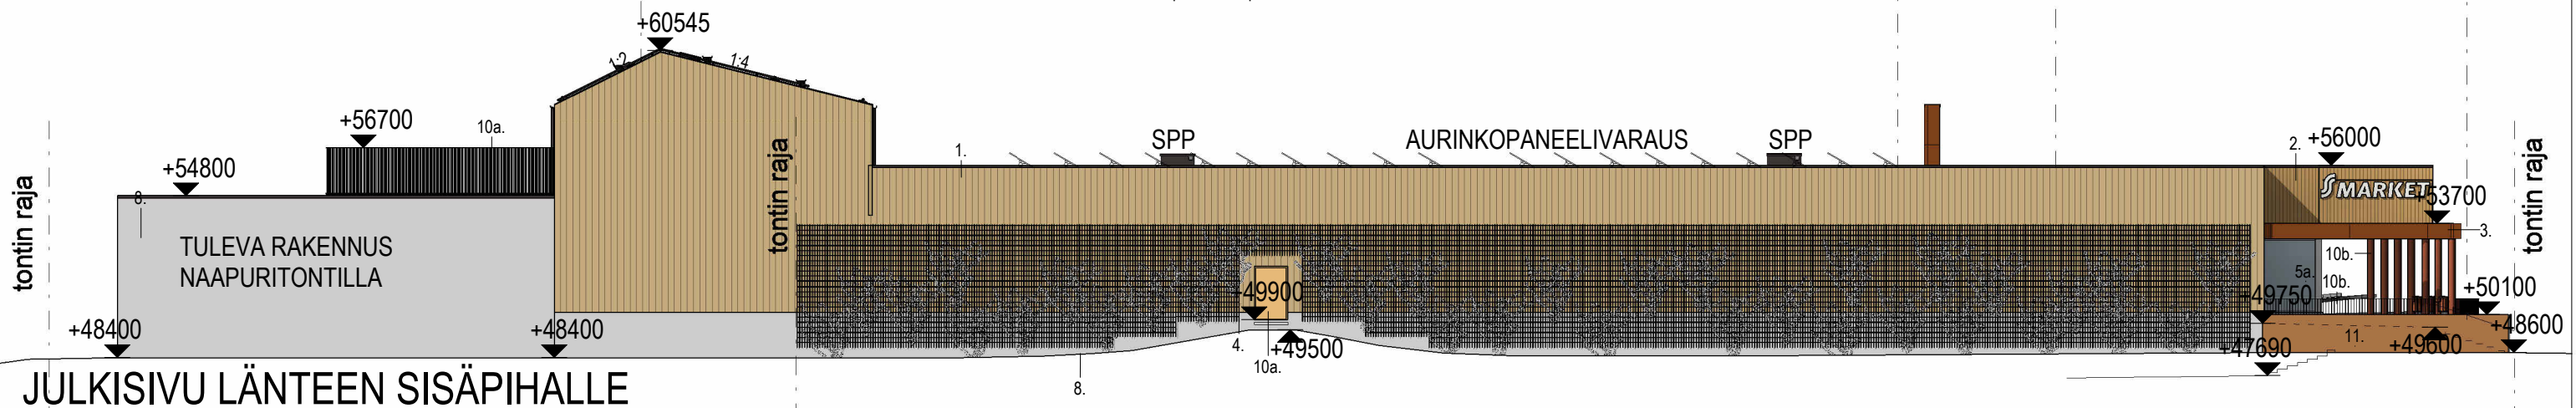 +60545
1:2
1:4
+56700
10a.
+54800
8.
tontin raja
TULEVA RAKENNUS
NAAPURITONTILLA
+48400
+48400
tontin raja
1.
SPP
AURINKOPANEELIVARAUS
SPP
2.
+56000
S MARKET
+53700
3.
tontin raja
10b.
5a.
10b.
+49900
+49750
+50100
+48600
4.
+49500
10a.
+47690
11.
+49600
8.
JULKISIVU LÄNTEEN SISÄPIHALLE